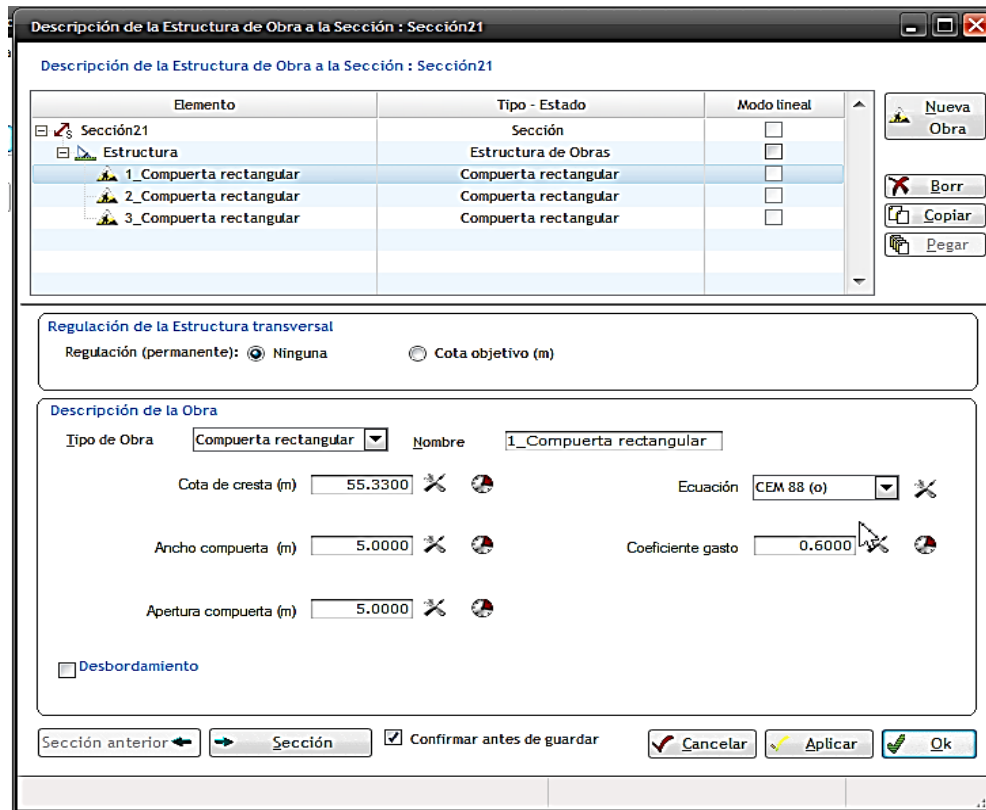 Descripción de la Estructura de Obra a la Sección : Sección21
Descripción de la Estructura de Obra a la Sección : Sección21
Elemento Tipo - Estado Modo lineal
Sección21 Sección
Estructura Estructura de Obras
1_Compuerta rectangular Compuerta rectangular
2_Compuerta rectangular Compuerta rectangular
3_Compuerta rectangular Compuerta rectangular
Nueva Obra
Borr
Copiar
Pegar
Regulación de la Estructura transversal
Regulación (permanente): Ninguna Cota objetivo (m)
Descripción de la Obra
Tipo de Obra Compuerta rectangular Nombre 1_Compuerta rectangular
Cota de cresta (m) 55.3300 Ecuación CEM 88 (o)
Ancho compuerta (m) 5.0000 Coeficiente gasto 0.6000
Apertura compuerta (m) 5.0000
Desbordamiento
Sección anterior Sección Confirmar antes de guardar Cancelar Aplicar Ok